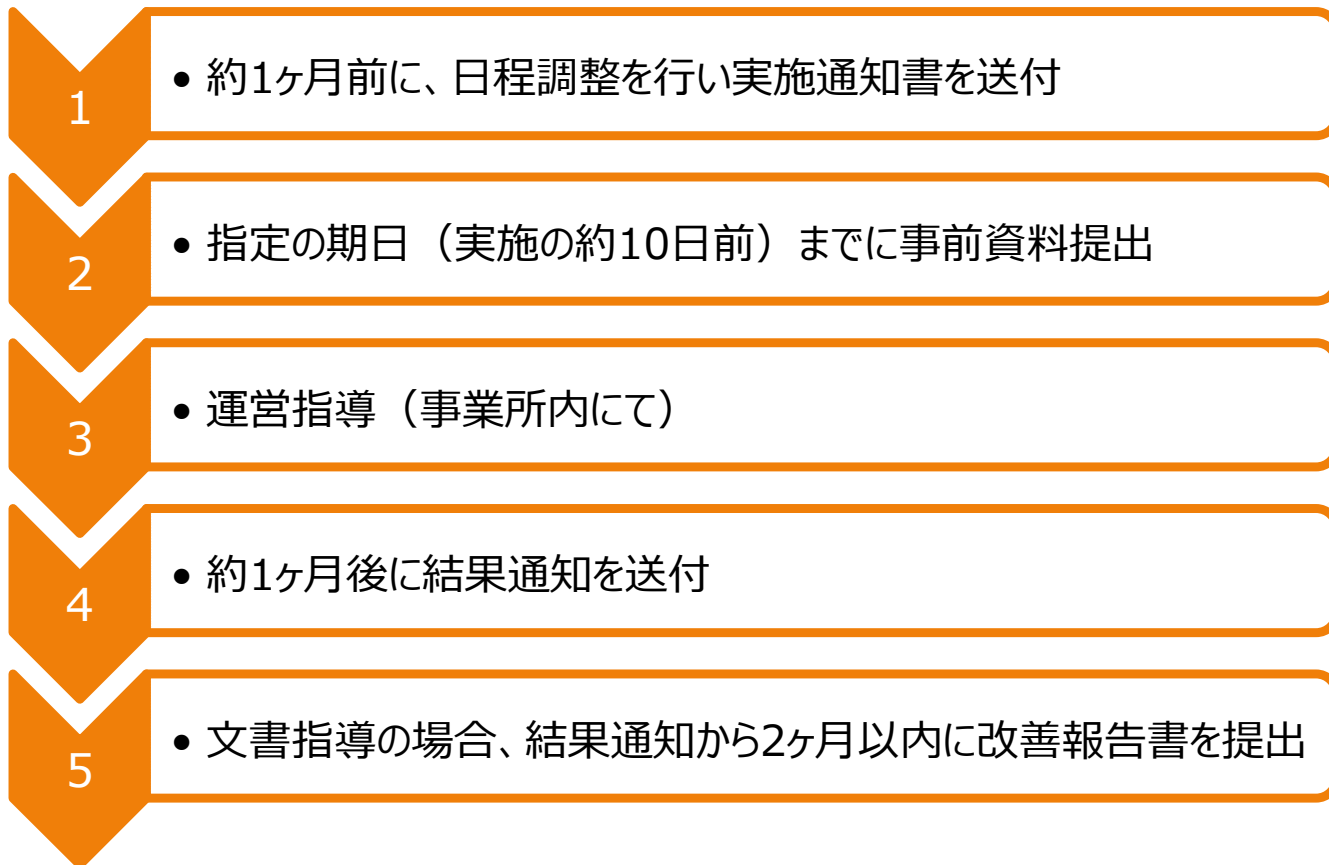 1
• 約1ヶ月前に、日程調整を行い実施通知書を送付
2
• 指定の期日（実施の約10日前）までに事前資料提出
3
• 運営指導（事業所内にて）
4
• 約1ヶ月後に結果通知を送付
5
• 文書指導の場合、結果通知から2ヶ月以内に改善報告書を提出